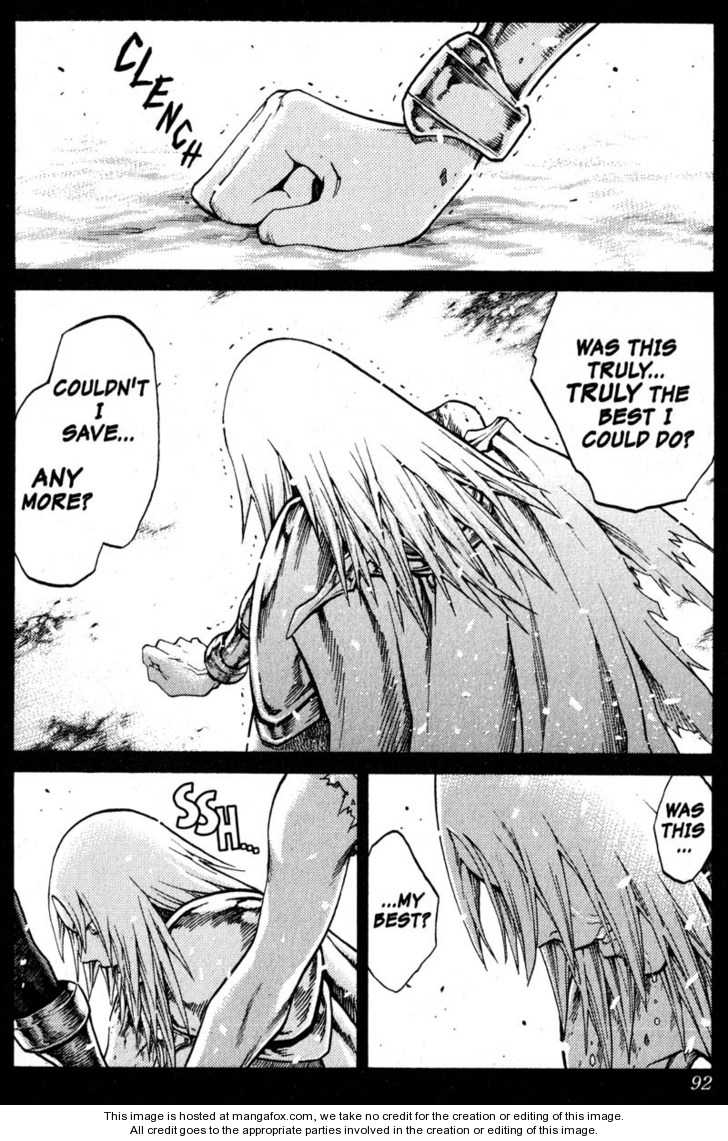 CLENCH
WAS THIS
TRULY...
TRULY THE
BEST I
COULD DO?
COULDN'T
I
SAVE...
ANY
MORE?
SSH...
WAS
THIS
...
...MY
BEST?
92
This image is hosted at mangafox.com, we take no credit for the creation or editing of this image.
All credit goes to the appropriate parties involved in the creation or editing of this image.